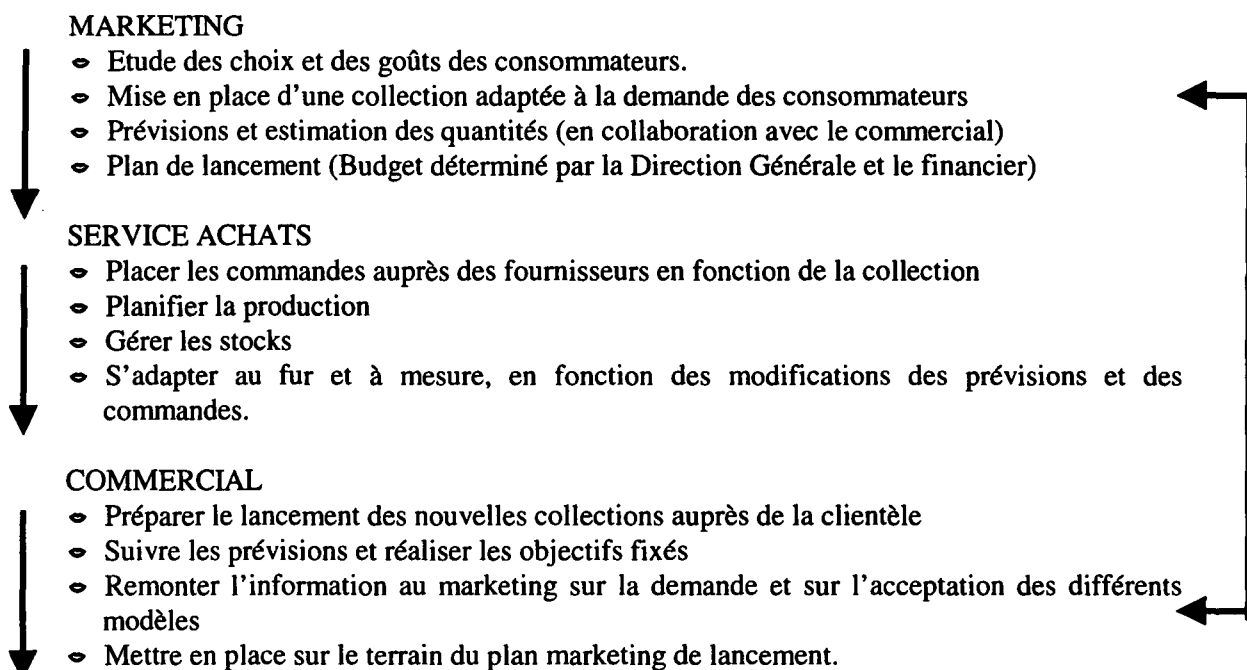 MARKETING
Etude des choix et des goûts des consommateurs.
Mise en place d'une collection adaptée à la demande des consommateurs
Prévisions et estimation des quantités (en collaboration avec le commercial)
Plan de lancement (Budget déterminé par la Direction Générale et le financier)
SERVICE ACHATS
Placer les commandes auprès des fournisseurs en fonction de la collection
Planifier la production
Gérer les stocks
S'adapter au fur et à mesure, en fonction des modifications des prévisions et des
commandes.
COMMERCIAL
Préparer le lancement des nouvelles collections auprès de la clientèle
Suivre les prévisions et réaliser les objectifs fixés
Remonter l'information au marketing sur la demande et sur l'acceptation des différents
modèles
Mettre en place sur le terrain du plan marketing de lancement.